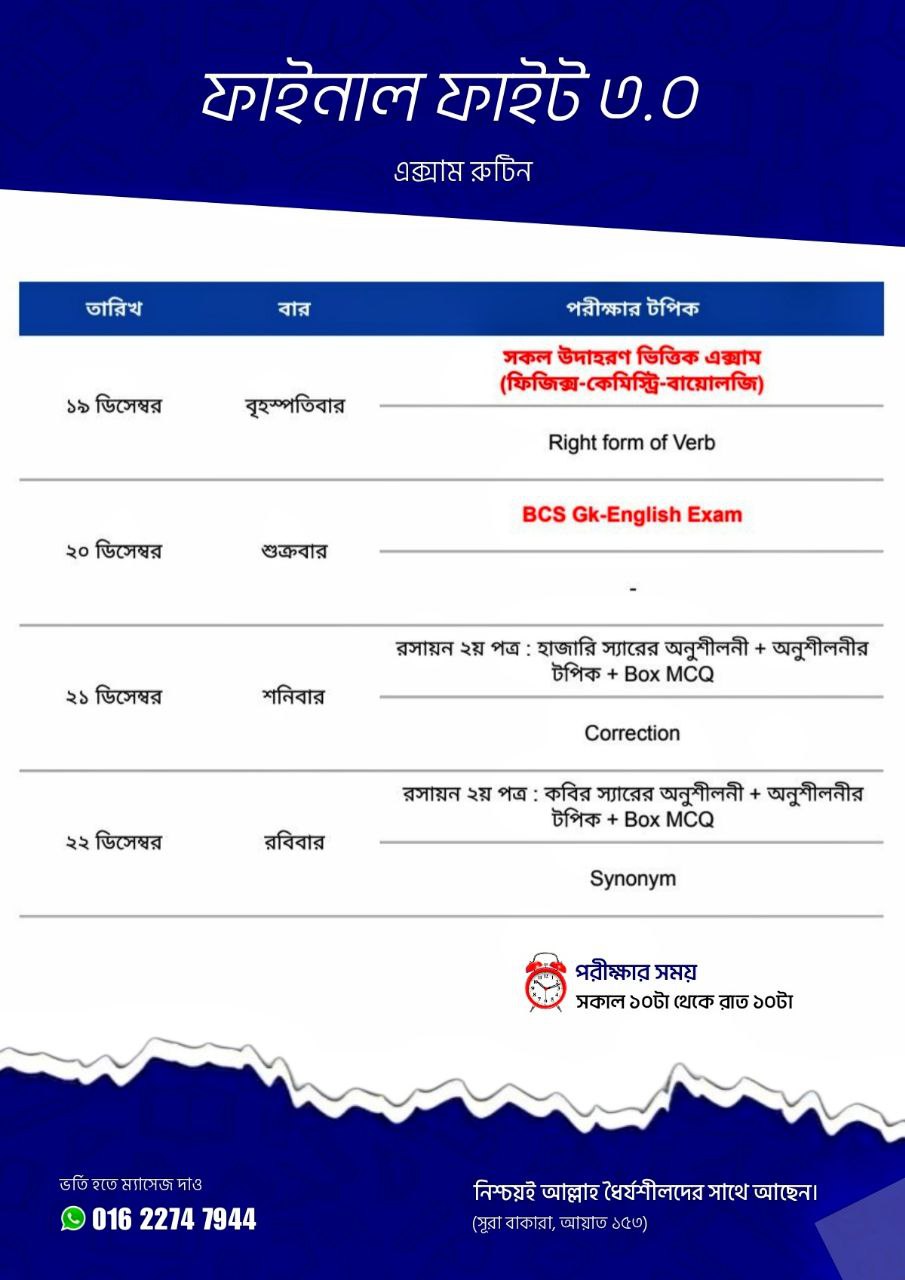 ফাইনাল ফাইট ৩.০
এক্সাম রুটিন
তারিখ বার পরীক্ষার টপিক
সকল উদাহরণ ভিত্তিক এক্সাম
(ফিজিক্স-কেমিস্ট্রি-বায়োলজি)
১৯ ডিসেম্বর বৃহস্পতিবার
Right form of Verb
BCS Gk-English Exam
২০ ডিসেম্বর শুক্রবার
-
রসায়ন ২য় পত্র : হাজারি স্যারের অনুশীলনী + অনুশীলনীর
টপিক + Box MCQ
২১ ডিসেম্বর শনিবার
Correction
রসায়ন ২য় পত্র : কবির স্যারের অনুশীলনী + অনুশীলনীর
টপিক + Box MCQ
২২ ডিসেম্বর রবিবার
Synonym
পরীক্ষার সময়
সকাল ১০টা থেকে রাত ১০টা
ভর্তি হতে ম্যাসেজ দাও
016 2274 7944
নিশ্চয়ই আল্লাহ ধৈর্যশীলদের সাথে আছেন।
(সূরা বাকারা, আয়াত ১৫৩)